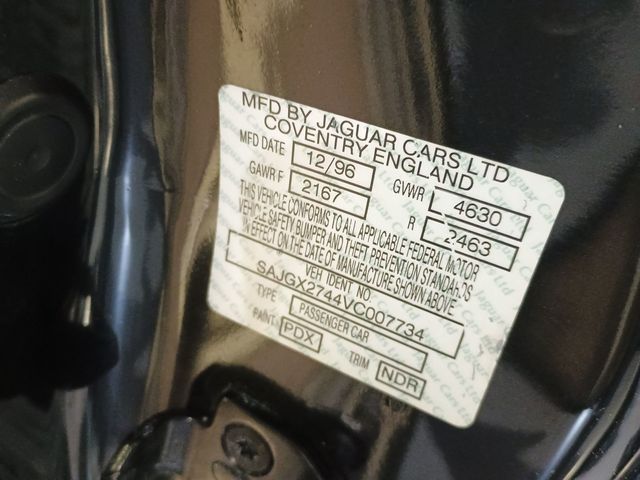 MFD BY JAGUAR CARS LTD
COVENTRY ENGLAND
MFD DATE 12/96 GVWR 4630
GAWR F 2167 R 2463
THIS VEHICLE CONFORMS TO ALL APPLICABLE FEDERAL MOTOR
VEHICLE SAFETY BUMPER AND THEFT PREVENTION STANDARDS
IN EFFECT ON THE DATE OF MANUFACTURE SHOWN ABOVE
VEH IDENT NO.
SAJGX2744VC007734
TYPE PASSENGER CAR
PAINT PDX TRIM NDR